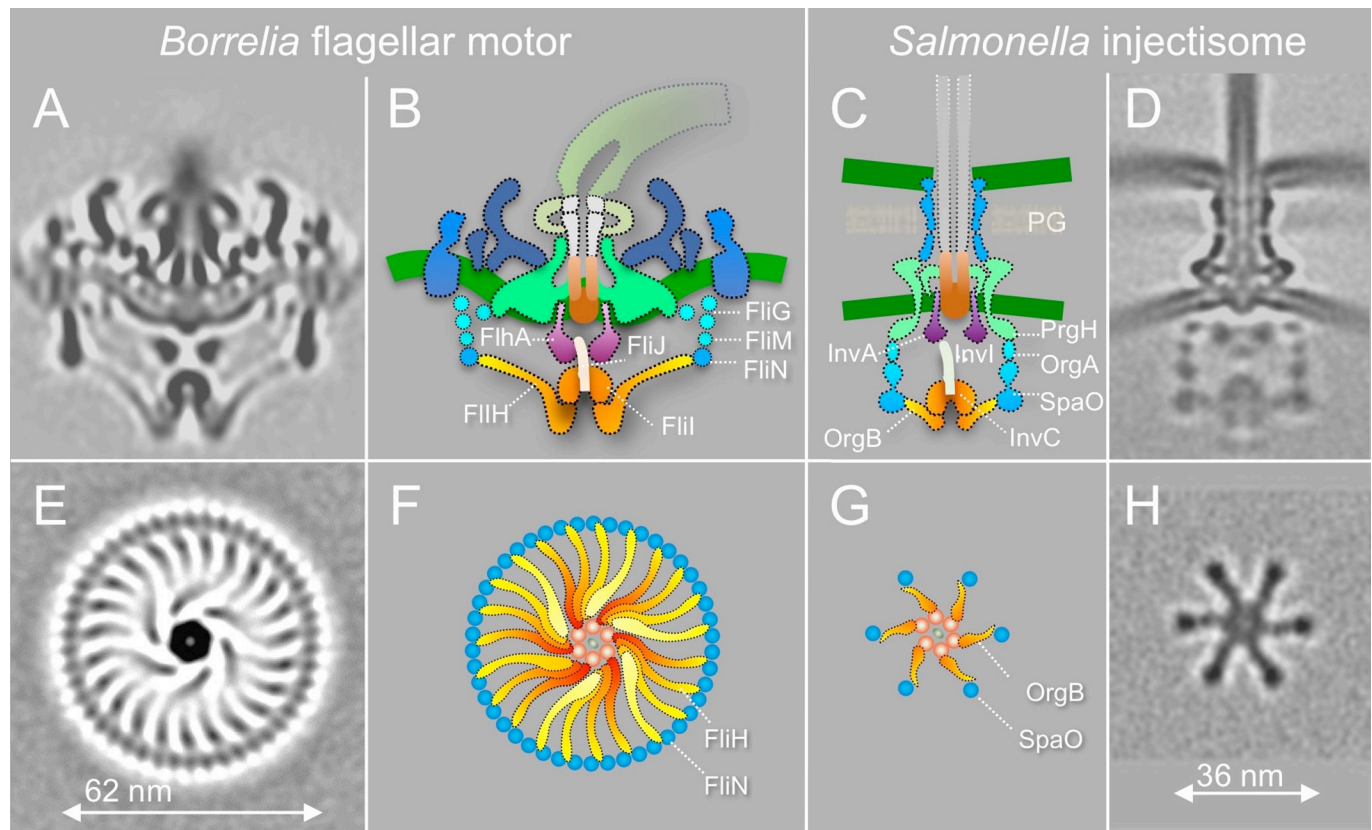 Borrelia flagellar motor
Salmonella injectisome
A
B
C
D
PG
FliG
FliM
FliN
FlhA
FliJ
FlIH
FliI
PrgH
InvA
InvI
OrgA
SpaO
OrgB
InvC
E
F
G
H
OrgB
SpaO
FliH
FliN
62 nm
36 nm